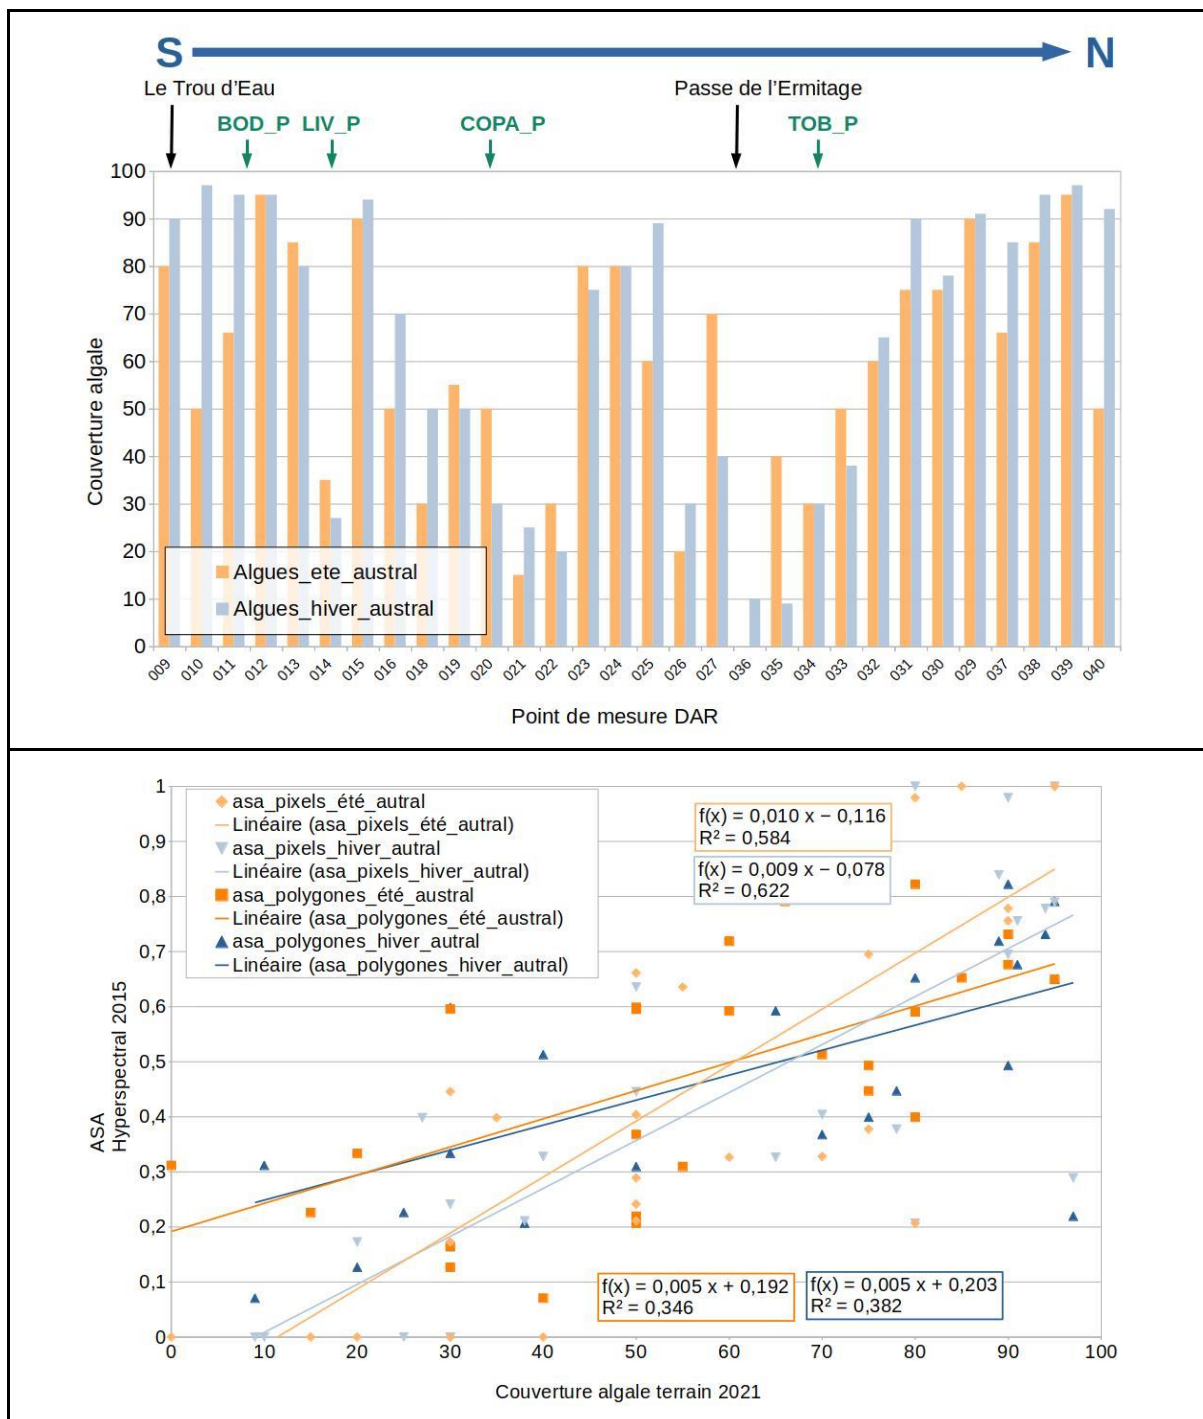 S N
Le Trou d'Eau Passe de l'Ermitage
BOD_P LIV_P COPA_P TOB_P
100
90
80
70
60
50
40
30
20
10
0
Couverture algale
Algues_ete_austral
Algues_hiver_austral
009 010 011 012 013 014 015 016 018 019 020 021 022 023 024 025 026 027 036 035 034 033 032 031 030 029 037 038 039 040
Point de mesure DAR
1
0,9
0,8
0,7
0,6
0,5
0,4
0,3
0,2
0,1
0
ASA
Hyperspectral 2015
asa_pixels_été_autral
Linéaire (asa_pixels_été_autral)
asa_pixels_hiver_autral
Linéaire (asa_pixels_hiver_autral)
asa_polygones_été_austral
Linéaire (asa_polygones_été_austral)
asa_polygones_hiver_autral
Linéaire (asa_polygones_hiver_autral)
f(x) = 0,010 x − 0,116
R² = 0,584
f(x) = 0,009 x − 0,078
R² = 0,622
f(x) = 0,005 x + 0,192
R² = 0,346
f(x) = 0,005 x + 0,203
R² = 0,382
0 10 20 30 40 50 60 70 80 90 100
Couverture algale terrain 2021